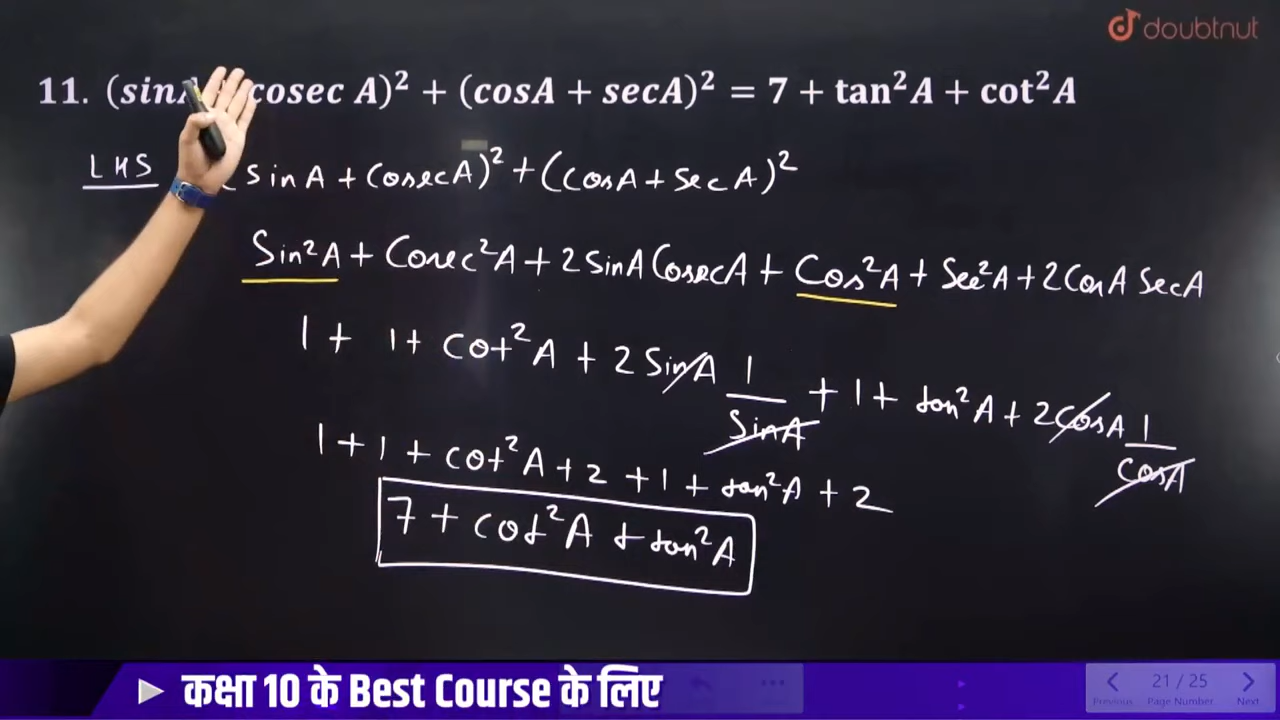 doubtnut
11. (sinA cosec A)² + (cosA + secA)² = 7 + tan²A + cot²A
LHS sinA + CosecA)² + (cosA + SecA)²
Sin²A + Cosec²A + 2 SinA CosecA + Cos²A + Sec²A + 2 CosA SecA
1 + 1 + cot²A + 2 SinA 1/SinA + 1 + tan²A + 2 cosA 1/cosA
1 + 1 + cot²A + 2 + 1 + tan²A + 2
7 + cot²A + tan²A
कक्षा 10 के Best Course के लिए
21 / 25
Previous Page Number Next